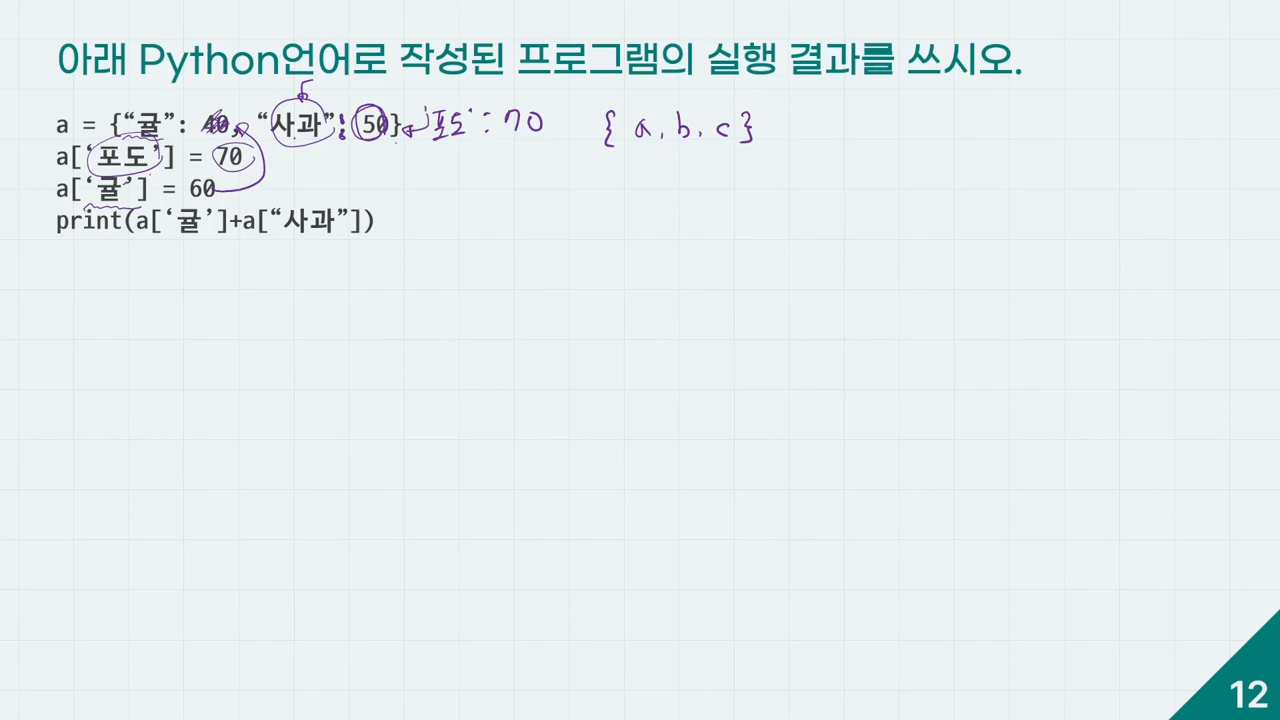 아래 Python언어로 작성된 프로그램의 실행 결과를 쓰시오.
a = {“귤”: 40, “사과”: 50} '포도' : 70 { a, b, c }
a[‘포도’] = 70
a[‘귤’] = 60
print(a[‘귤’]+a[“사과”])
12